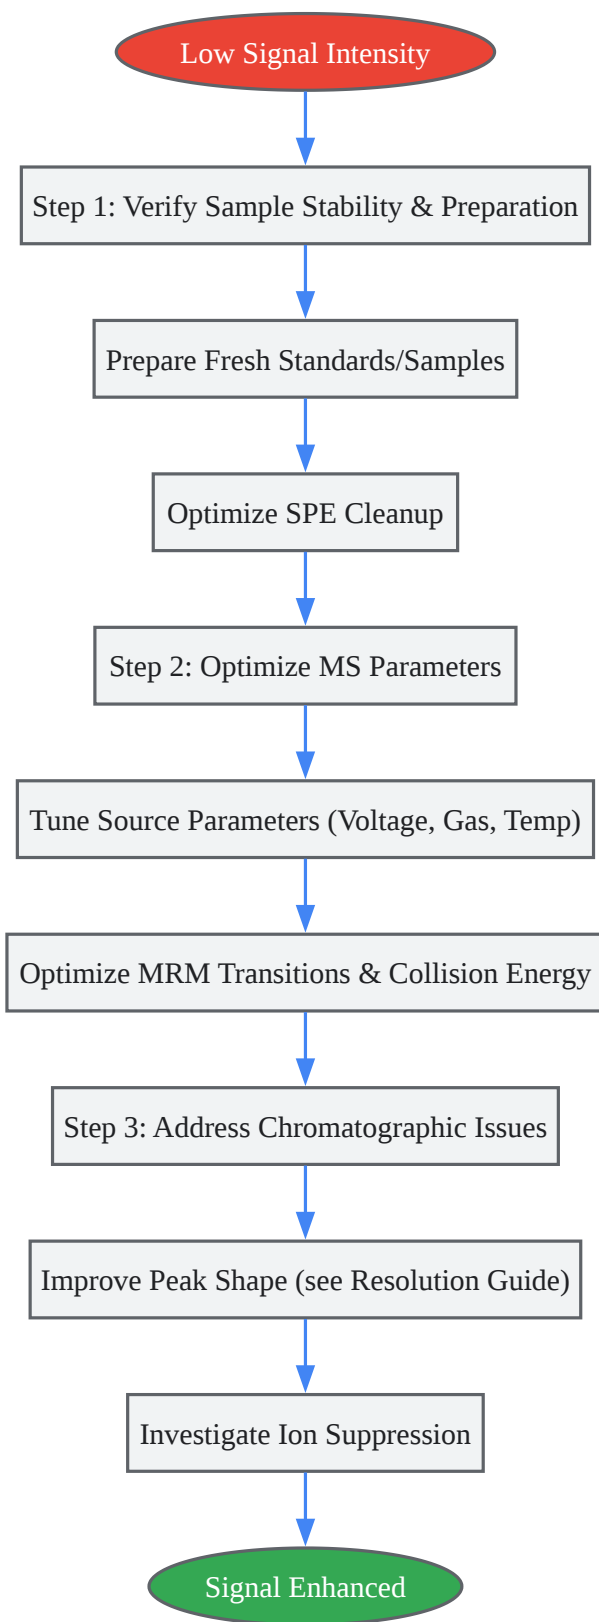 Low Signal Intensity
Step 1: Verify Sample Stability & Preparation
Prepare Fresh Standards/Samples
Optimize SPE Cleanup
Step 2: Optimize MS Parameters
Tune Source Parameters (Voltage, Gas, Temp)
Optimize MRM Transitions & Collision Energy
Step 3: Address Chromatographic Issues
Improve Peak Shape (see Resolution Guide)
Investigate Ion Suppression
Signal Enhanced